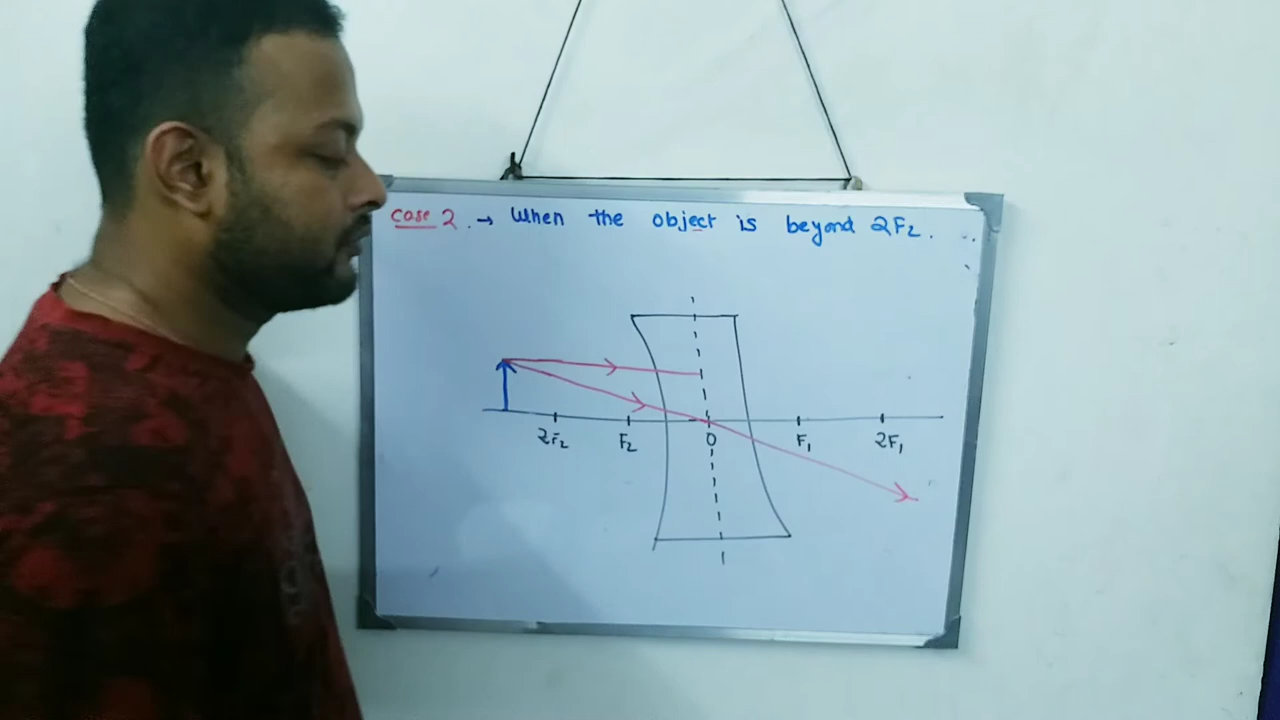 Case 2. → When the object is beyond 2F₂.
2F₂ F₂ O F₁ 2F₁